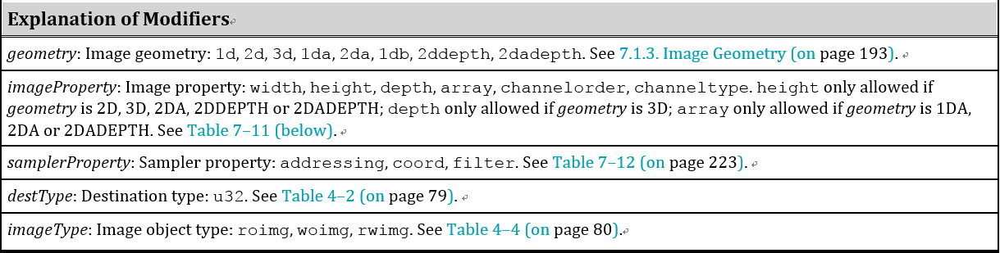 Explanation of Modifiers
geometry: Image geometry: 1d, 2d, 3d, 1da, 2da, 1db, 2ddepth, 2dadepth. See 7.1.3. Image Geometry (on page 193).
imageProperty: Image property: width, height, depth, array, channelorder, channeltype. height only allowed if
geometry is 2D, 3D, 2DA, 2DDEPTH or 2DADEPTH; depth only allowed if geometry is 3D; array only allowed if geometry is 1DA,
2DA or 2DADEPTH. See Table 7–11 (below).
samplerProperty: Sampler property: addressing, coord, filter. See Table 7–12 (on page 223).
destType: Destination type: u32. See Table 4–2 (on page 79).
imageType: Image object type: roimg, woimg, rwimg. See Table 4–4 (on page 80).